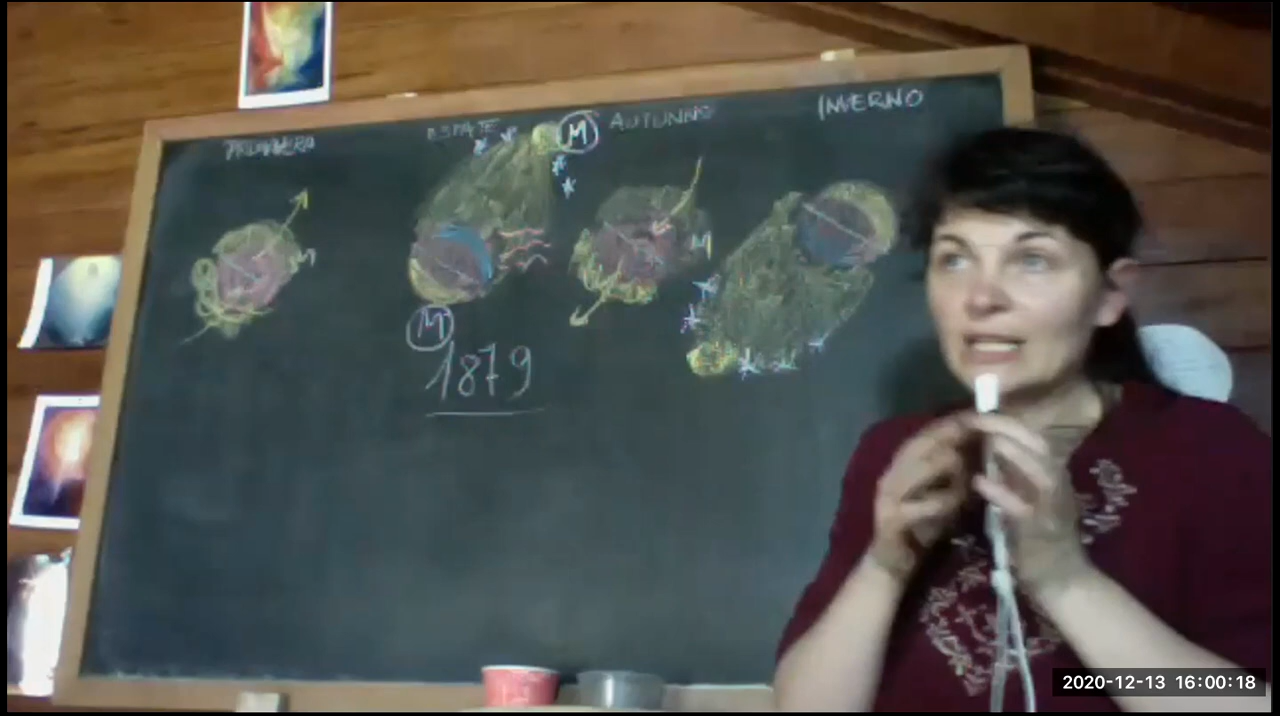 PRIMAVERA
ESTATE
M
AUTUNNO
INVERNO
M
M
M
1879
2020-12-13 16:00:18